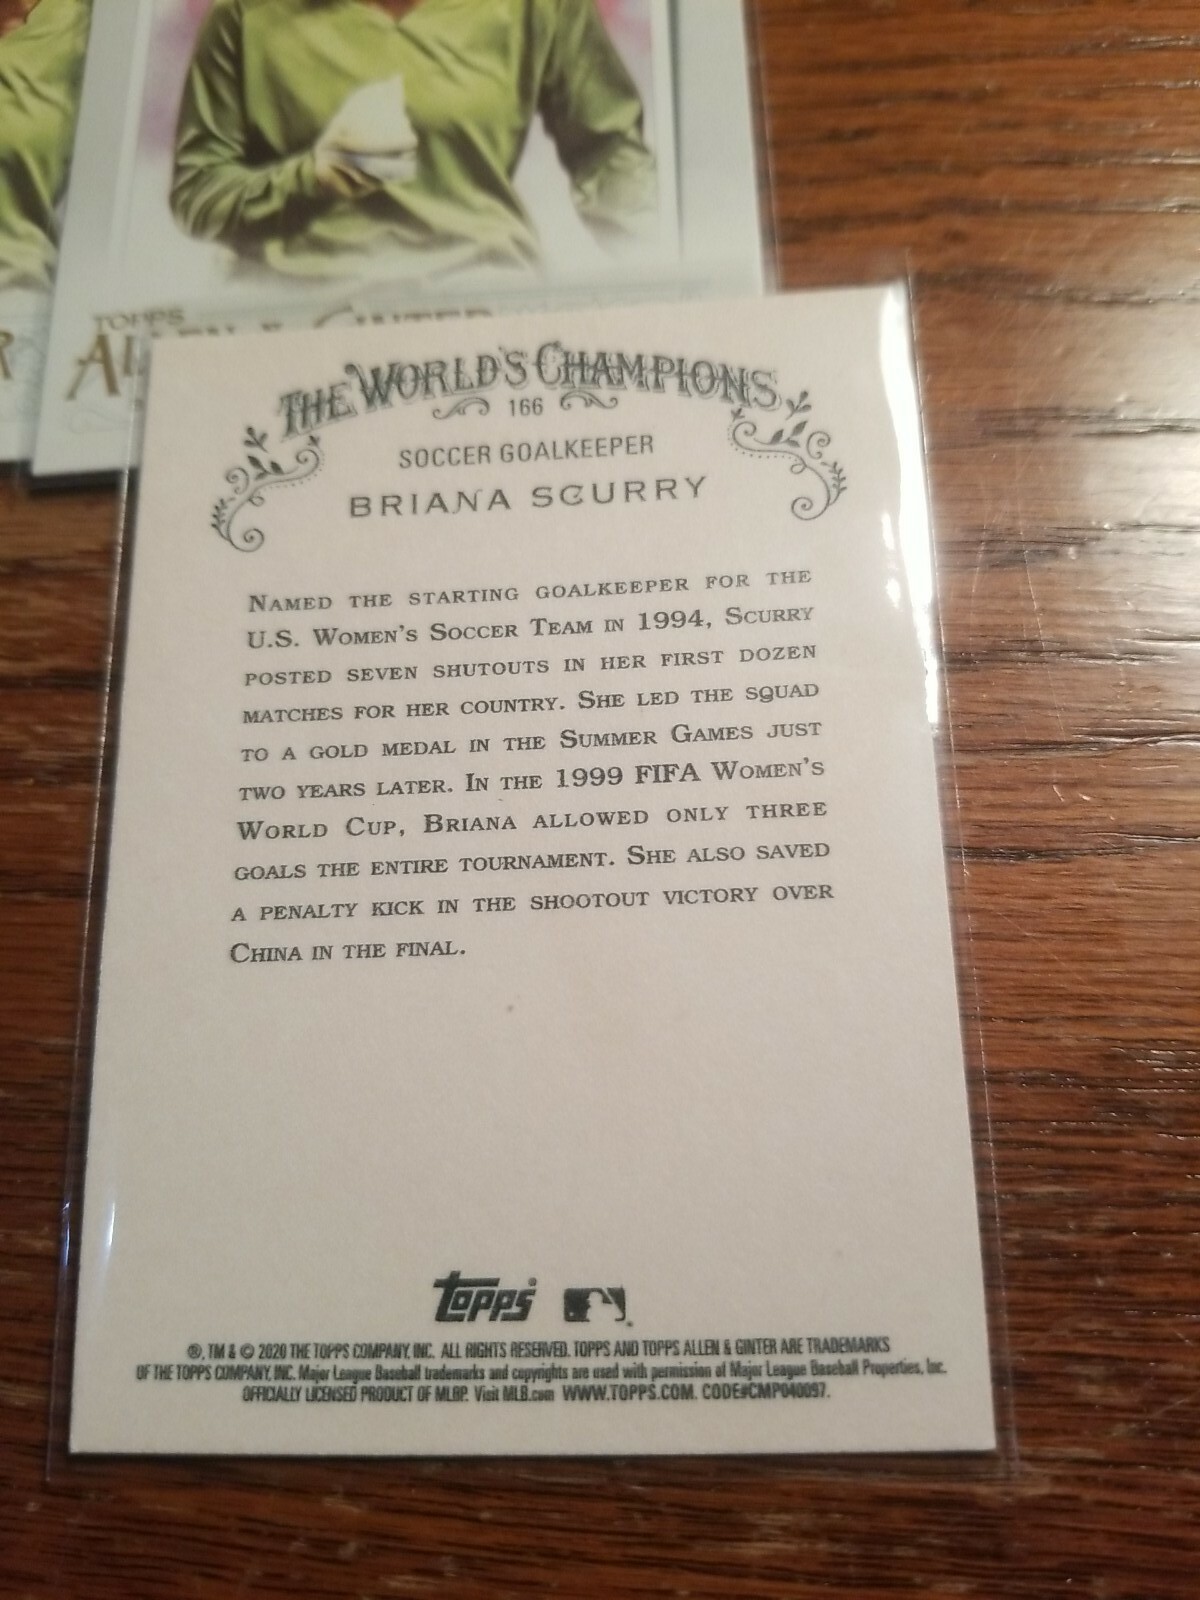 TOPPS
THE WORLD'S CHAMPIONS
166
SOCCER GOALKEEPER
BRIANA SCURRY
NAMED THE STARTING GOALKEEPER FOR THE
U.S. WOMEN'S SOCCER TEAM IN 1994, SCURRY
POSTED SEVEN SHUTOUTS IN HER FIRST DOZEN
MATCHES FOR HER COUNTRY. SHE LED THE SQUAD
TO A GOLD MEDAL IN THE SUMMER GAMES JUST
TWO YEARS LATER. IN THE 1999 FIFA WOMEN'S
WORLD CUP, BRIANA ALLOWED ONLY THREE
GOALS THE ENTIRE TOURNAMENT. SHE ALSO SAVED
A PENALTY KICK IN THE SHOOTOUT VICTORY OVER
CHINA IN THE FINAL.
Topps®
®, TM & © 2020 THE TOPPS COMPANY, INC. ALL RIGHTS RESERVED. TOPPS AND TOPPS ALLEN & GINTER ARE TRADEMARKS
OF THE TOPPS COMPANY, INC. Major League Baseball trademarks and copyrights are used with permission of Major League Baseball Properties, Inc.
OFFICIALLY LICENSED PRODUCT OF MLBP. Visit MLB.com WWW.TOPPS.COM. CODE#CMP040097.